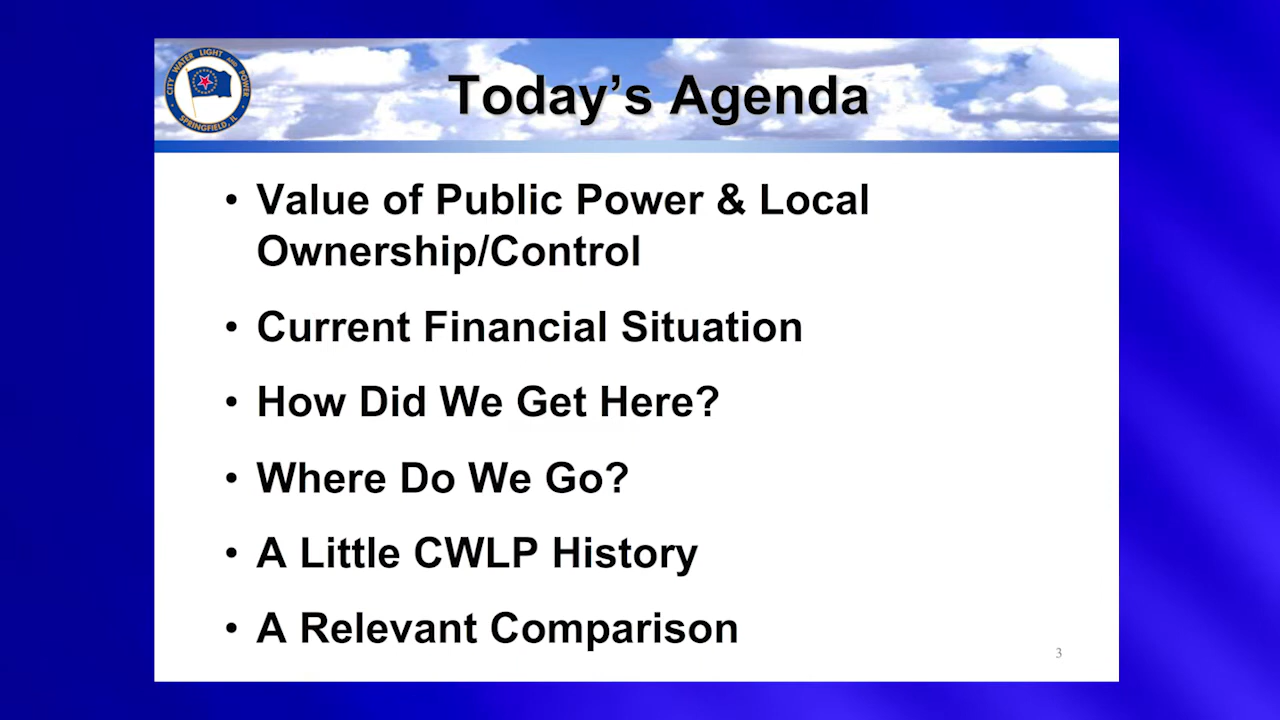 CITY WATER LIGHT AND POWER
SPRINGFIELD, IL
Today's Agenda
• Value of Public Power & Local
Ownership/Control
• Current Financial Situation
• How Did We Get Here?
• Where Do We Go?
• A Little CWLP History
• A Relevant Comparison
3